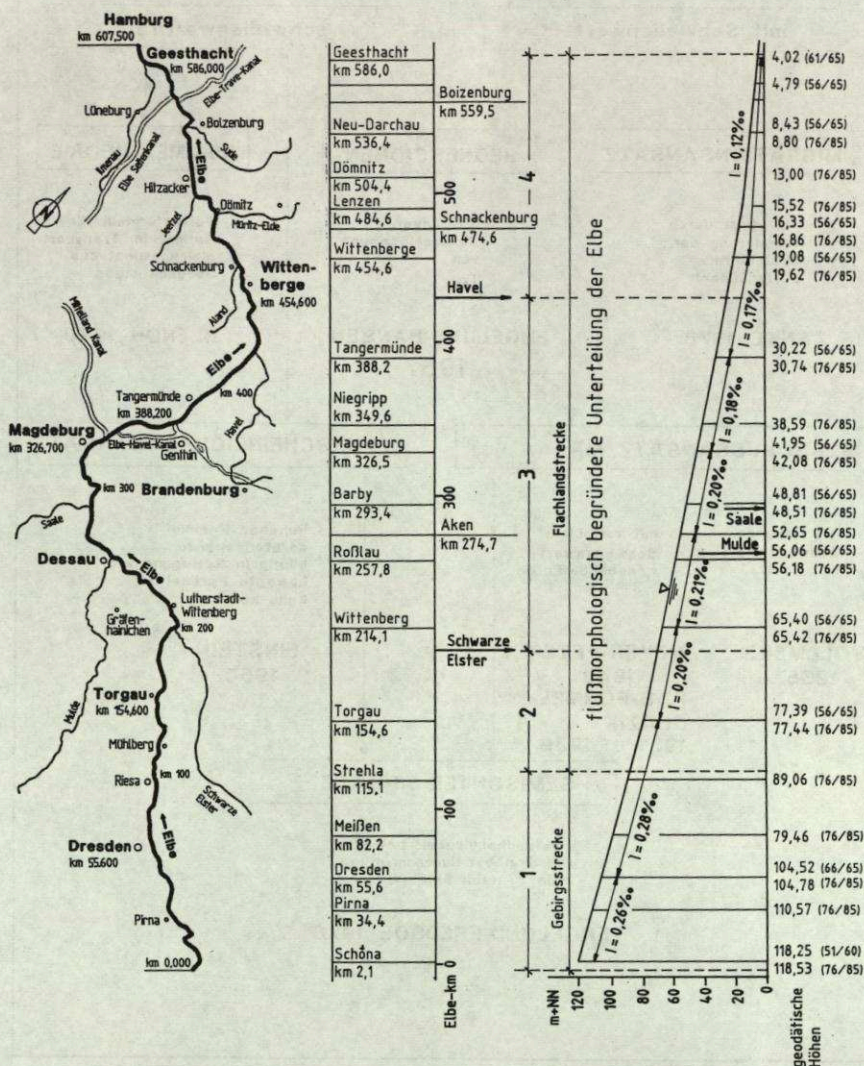 Hamburg
km 607,500
Geesthacht
km 586,000
Elbe-Trave-Kanal
Lüneburg
Ilmenau
Elbe Seitenkanal
Boizenburg
Sude
Elbe
Hitzacker
Dömitz
Müritz-Elde
Jeetzel
Schnackenburg
Witten-
berge
km 454,600
Aland
Mittelland Kanal
Elbe
Tangermünde
km 388,200
km 400
Havel
Magdeburg
km 326,700
Elbe-Havel-Kanal
Genthin
km 300
Brandenburg
Saale
Dessau
Elbe
Lutherstadt-
Wittenberg
Gräfen-
hainichen
km 200
Mulde
Torgau
km 154,600
Mühlberg
km 100
Riesa
Schwarze
Elster
Elbe
Dresden
km 55.600
Pirna
km 0,000
Geesthacht
km 586,0
Boizenburg
km 559,5
Neu-Darchau
km 536,4
Dömnitz
km 504,4
Lenzen
km 484,6
Schnackenburg
km 474,6
Wittenberge
km 454,6
Havel
Tangermünde
km 388,2
Niegripp
km 349,6
Magdeburg
km 326,5
Barby
km 293,4
Aken
km 274,7
Roßlau
km 257,8
Wittenberg
km 214,1
Schwarze
Elster
Torgau
km 154,6
Strehla
km 115,1
Meißen
km 82,2
Dresden
km 55,6
Pirna
km 34,4
Schöna
km 2,1
500
400
300
100
0
Elbe-km
4
3
2
1
Flachlandstrecke
Gebirgsstrecke
flußmorphologisch begründete Unterteilung der Elbe
I = 0,12‰
I = 0,17‰
I = 0,18‰
I = 0,20‰
I = 0,21‰
I = 0,20‰
I = 0,28‰
I = 0,26‰
Saale
Mulde
4,02 (61/65)
4,79 (56/65)
8,43 (56/65)
8,80 (76/85)
13,00 (76/85)
15,52 (76/85)
16,33 (56/65)
16,86 (76/85)
19,08 (56/65)
19,62 (76/85)
30,22 (56/65)
30,74 (76/85)
38,59 (76/85)
41,95 (56/65)
42,08 (76/85)
48,81 (56/65)
48,51 (76/85)
52,65 (76/85)
56,06 (56/65)
56,18 (76/85)
65,40 (56/65)
65,42 (76/85)
77,39 (56/65)
77,44 (76/85)
89,06 (76/85)
79,46 (76/85)
104,52 (66/65)
104,78 (76/85)
110,57 (76/85)
118,25 (51/60)
118,53 (76/85)
m+NN
120
100
80
60
40
20
0
geodätische
Höhen